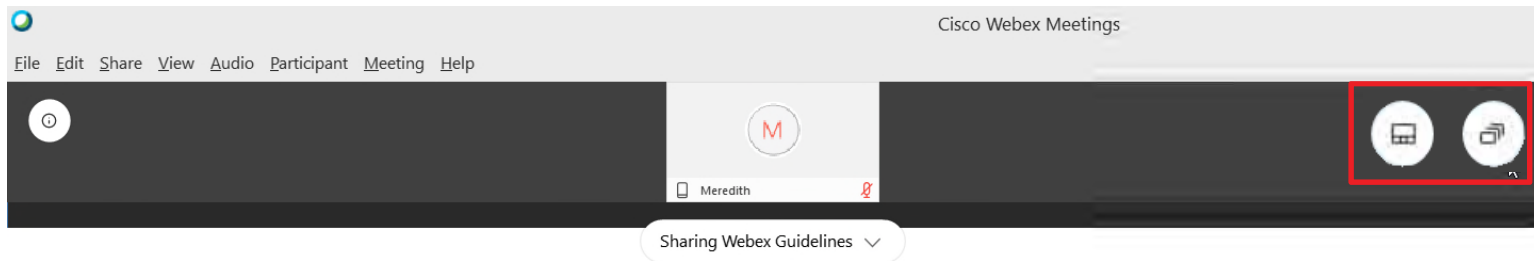 Cisco Webex Meetings
File Edit Share View Audio Participant Meeting Help
M
Meredith
Sharing Webex Guidelines